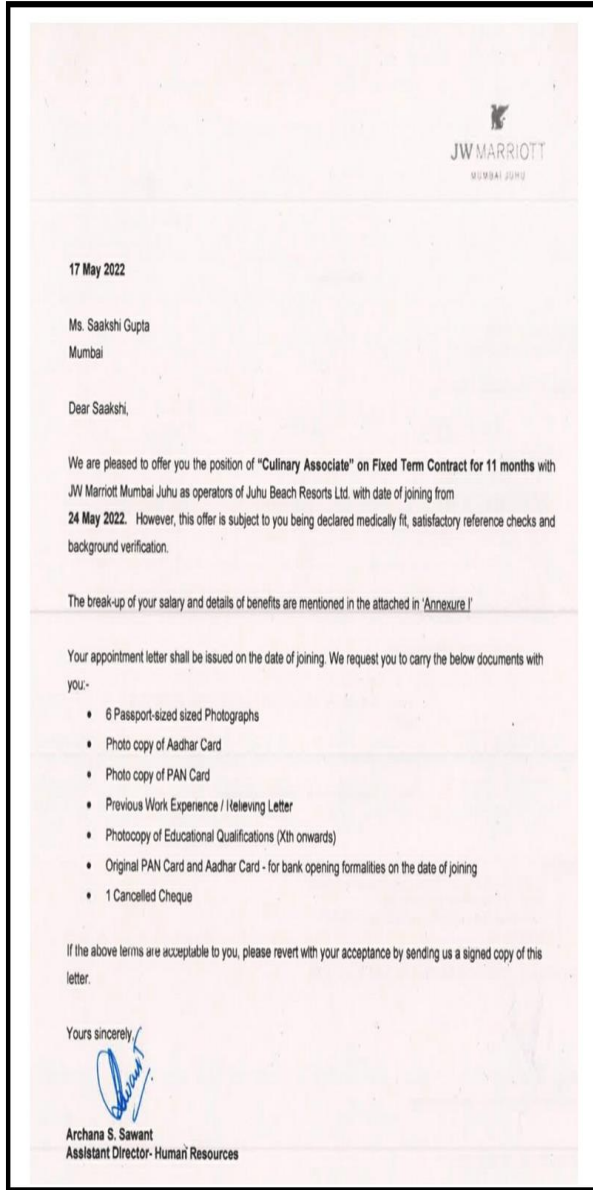 JW MARRIOTT
MUMBAI JUHU
17 May 2022
Ms. Saakshi Gupta
Mumbai
Dear Saakshi,
We are pleased to offer you the position of "Culinary Associate" on Fixed Term Contract for 11 months with
JW Marriott Mumbai Juhu as operators of Juhu Beach Resorts Ltd. with date of joining from
24 May 2022. However, this offer is subject to you being declared medically fit, satisfactory reference checks and
background verification.
The break-up of your salary and details of benefits are mentioned in the attached in 'Annexure I'
Your appointment letter shall be issued on the date of joining. We request you to carry the below documents with
you:-
• 6 Passport-sized sized Photographs
• Photo copy of Aadhar Card
• Photo copy of PAN Card
• Previous Work Experience / Relieving Letter
• Photocopy of Educational Qualifications (Xth onwards)
• Original PAN Card and Aadhar Card - for bank opening formalities on the date of joining
• 1 Cancelled Cheque
If the above terms are acceptable to you, please revert with your acceptance by sending us a signed copy of this
letter.
Yours sincerely,
Sawant
Archana S. Sawant
Assistant Director- Human Resources